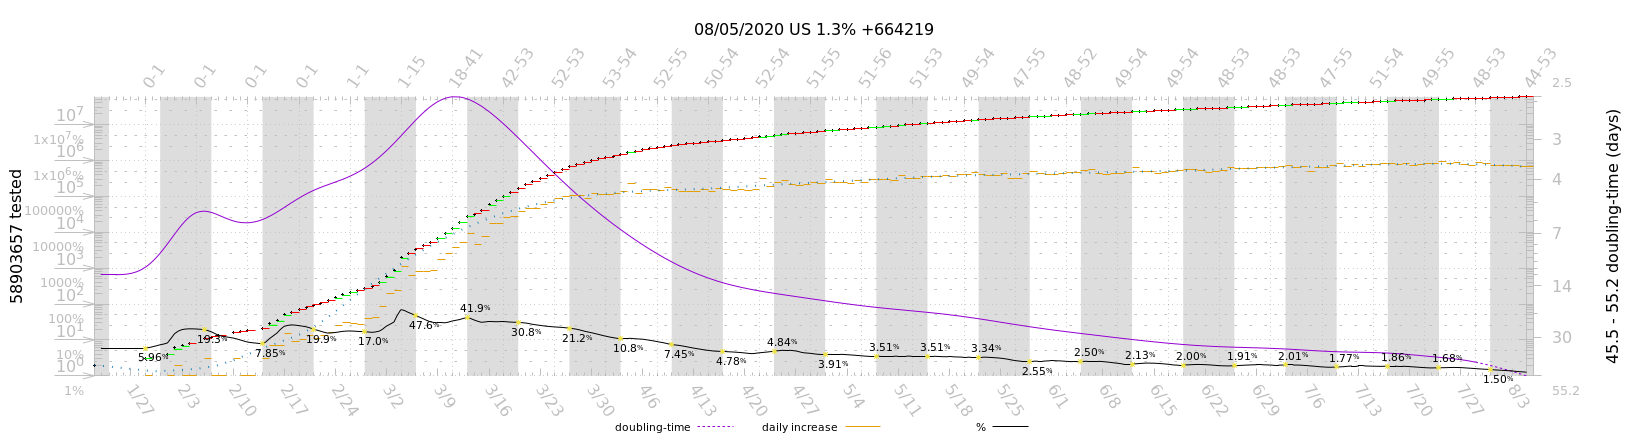 08/05/2020 US 1.3% +664219
0-1 0-1 0-1 0-1 1-1 1-15 18-41 42-53 52-53 53-54 52-55 50-54 52-54 51-55 51-56 49-54 47-55 48-52 49-54 49-54 48-53 48-53 47-55 51-54 49-55 48-53 44-53
58903657 tested
10⁷
1x10⁷%
10⁶
1x10⁶%
10⁵
100000%
10⁴
10000%
10³
1000%
10²
100%
10¹
10%
10⁰
1%
5.96% 19.3% 7.85% 19.9% 17.0% 47.6% 41.9% 30.8% 21.2% 10.8% 7.45% 4.78% 4.84% 3.91% 3.51% 3.51% 3.34% 2.55% 2.50% 2.13% 2.00% 1.91% 2.01% 1.77% 1.86% 1.68% 1.50%
2.5
3
4
7
14
30
55.2
45.5 - 55.2 doubling-time (days)
1/27 2/3 2/10 2/17 2/24 3/2 3/9 3/16 3/23 3/30 4/6 4/13 4/20 4/27 5/4 5/11 5/18 5/25 6/1 6/8 6/15 6/22 6/29 7/6 7/13 7/20 7/27 8/3
doubling-time daily increase %